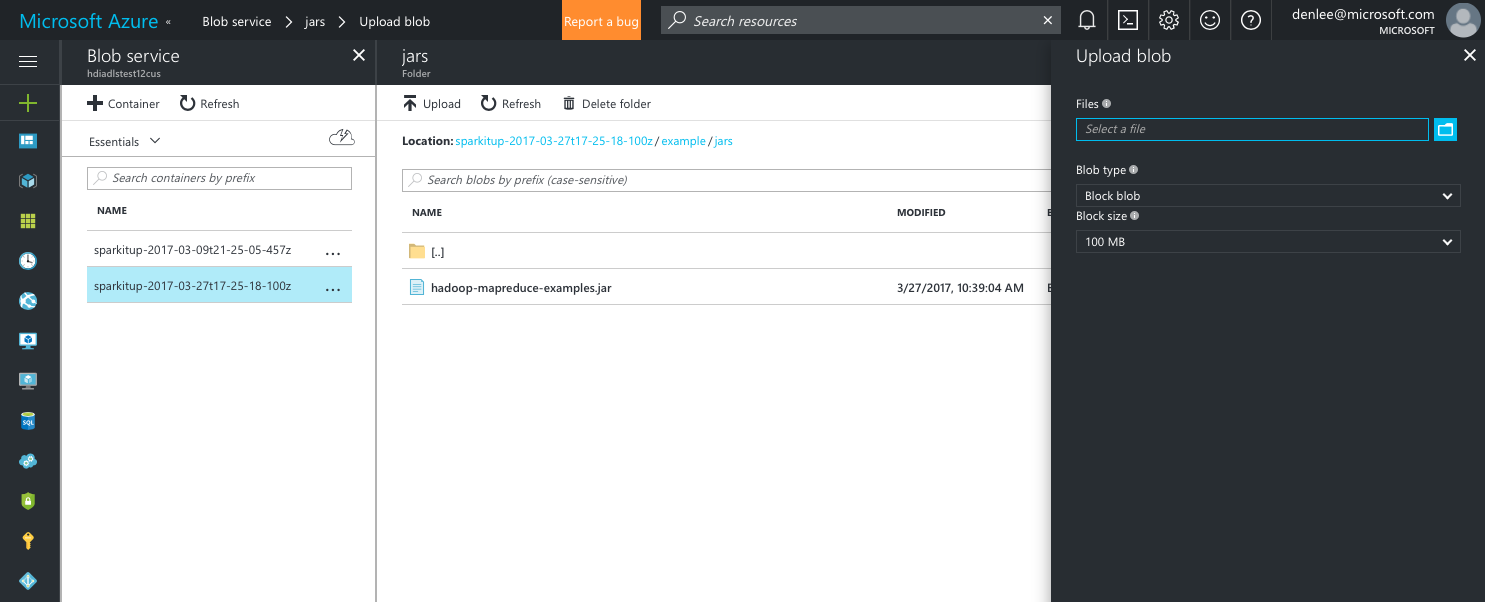 Microsoft Azure «
Blob service > jars > Upload blob
Report a bug
Search resources
denlee@microsoft.com
MICROSOFT
Blob service
hdiadlstest12cus
Container Refresh
Essentials
Search containers by prefix
NAME
sparkitup-2017-03-09t21-25-05-457z ...
sparkitup-2017-03-27t17-25-18-100z ...
jars
Folder
Upload Refresh Delete folder
Location: sparkitup-2017-03-27t17-25-18-100z / example / jars
Search blobs by prefix (case-sensitive)
NAME MODIFIED
[..]
hadoop-mapreduce-examples.jar 3/27/2017, 10:39:04 AM
Upload blob
Files
Select a file
Blob type
Block blob
Block size
100 MB
SQL